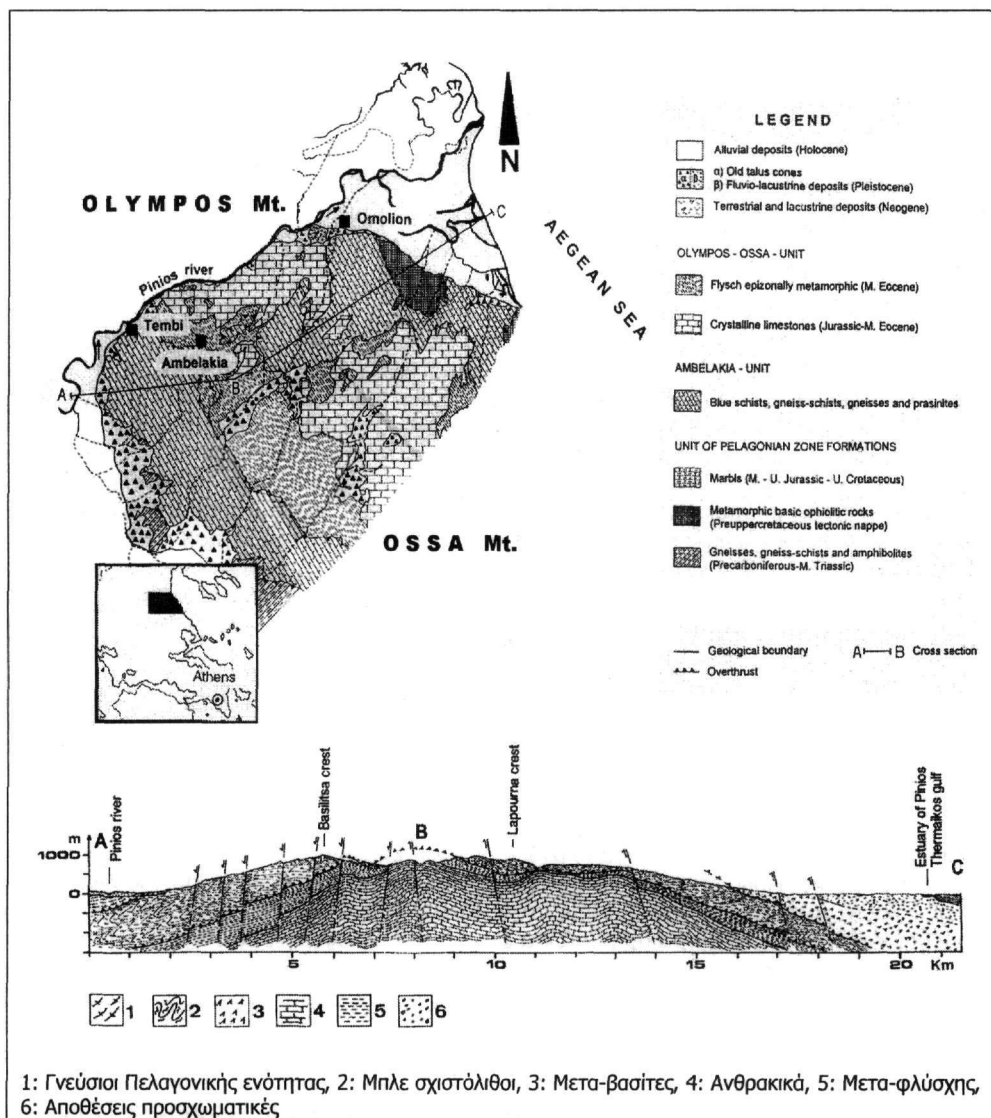 OLYMPOS Mt.
N
Omolion
C
AEGEAN SEA
Pinios river
Tembi
Ambelakia
A
B
OSSA Mt.
Athens
LEGEND
Alluvial deposits (Holocene)
α β
α) Old talus cones
β) Fluvio-lacustrine deposits (Pleistocene)
Terrestrial and lacustrine deposits (Neogene)
OLYMPOS - OSSA - UNIT
Flysch epizonally metamorphic (M. Eocene)
Crystalline limestones (Jurassic-M. Eocene)
AMBELAKIA - UNIT
Blue schists, gneiss-schists, gneisses and prasinites
UNIT OF PELAGONIAN ZONE FORMATIONS
Marbls (M. - U. Jurassic - U. Cretaceous)
Metamorphic basic ophiolitic rocks
(Preuppercretaceous tectonic nappe)
Gneisses, gneiss-schists and amphibolites
(Precarboniferous-M. Triassic)
Geological boundary
A B Cross section
Overthrust
Pinios river
Basilitsa crest
Lapourna crest
Estuary of Pinios
Thermaikos gulf
m A B C
1000
0
5 10 15 20 Km
1 2 3 4 5 6
1: Γνεύσιοι Πελαγονικής ενότητας, 2: Μπλε σχιστόλιθοι, 3: Μετα-βασίτες, 4: Ανθρακικά, 5: Μετα-φλύσχης,
6: Αποθέσεις προσχωματικές